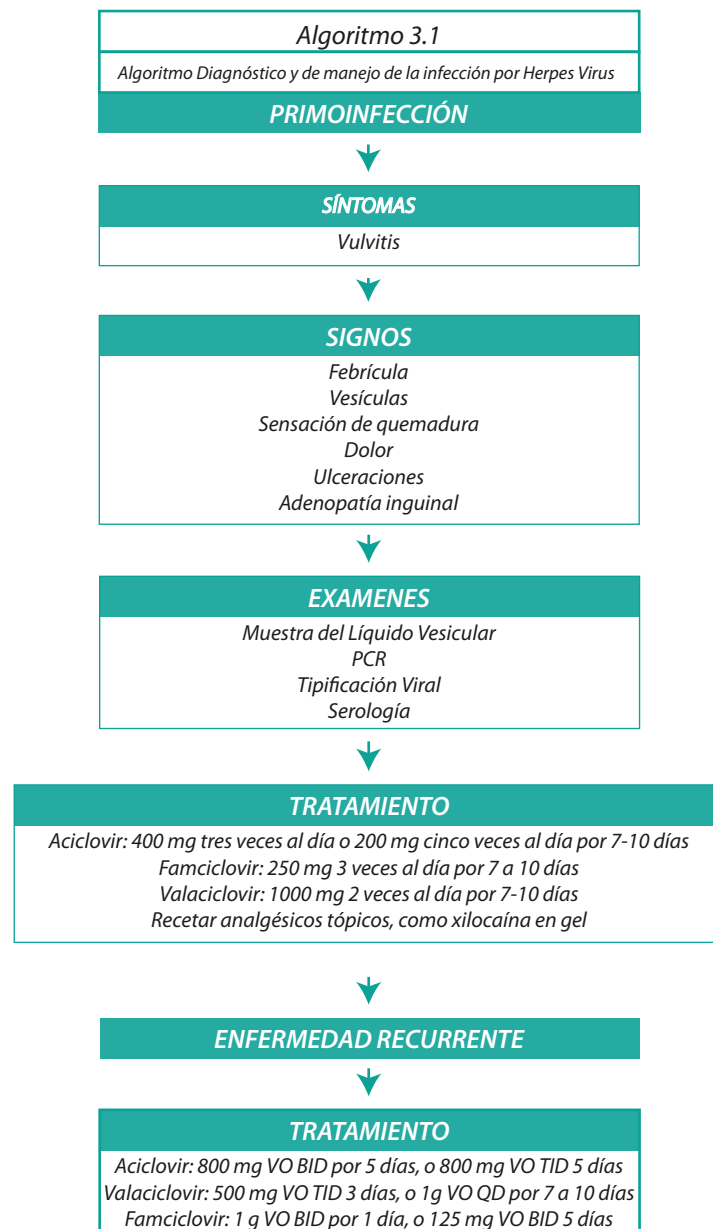 Algoritmo 3.1
Algoritmo Diagnóstico y de manejo de la infección por Herpes Virus
PRIMOINFECCIÓN
SÍNTOMAS
Vulvitis
SIGNOS
Febrícula
Vesículas
Sensación de quemadura
Dolor
Ulceraciones
Adenopatía inguinal
EXAMENES
Muestra del Líquido Vesicular
PCR
Tipificación Viral
Serología
TRATAMIENTO
Aciclovir: 400 mg tres veces al día o 200 mg cinco veces al día por 7-10 días
Famciclovir: 250 mg 3 veces al día por 7 a 10 días
Valaciclovir: 1000 mg 2 veces al día por 7-10 días
Recetar analgésicos tópicos, como xilocaína en gel
ENFERMEDAD RECURRENTE
TRATAMIENTO
Aciclovir: 800 mg VO BID por 5 días, o 800 mg VO TID 5 días
Valaciclovir: 500 mg VO TID 3 días, o 1g VO QD por 7 a 10 días
Famciclovir: 1 g VO BID por 1 día, o 125 mg VO BID 5 días